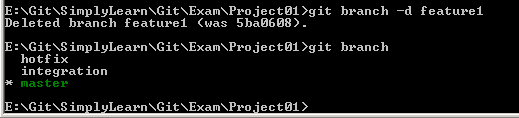 E:\Git\SimplyLearn\Git\Exam\Project01>git branch -d feature1
Deleted branch feature1 (was 5ba0608).
E:\Git\SimplyLearn\Git\Exam\Project01>git branch
hotfix
integration
* master
E:\Git\SimplyLearn\Git\Exam\Project01>